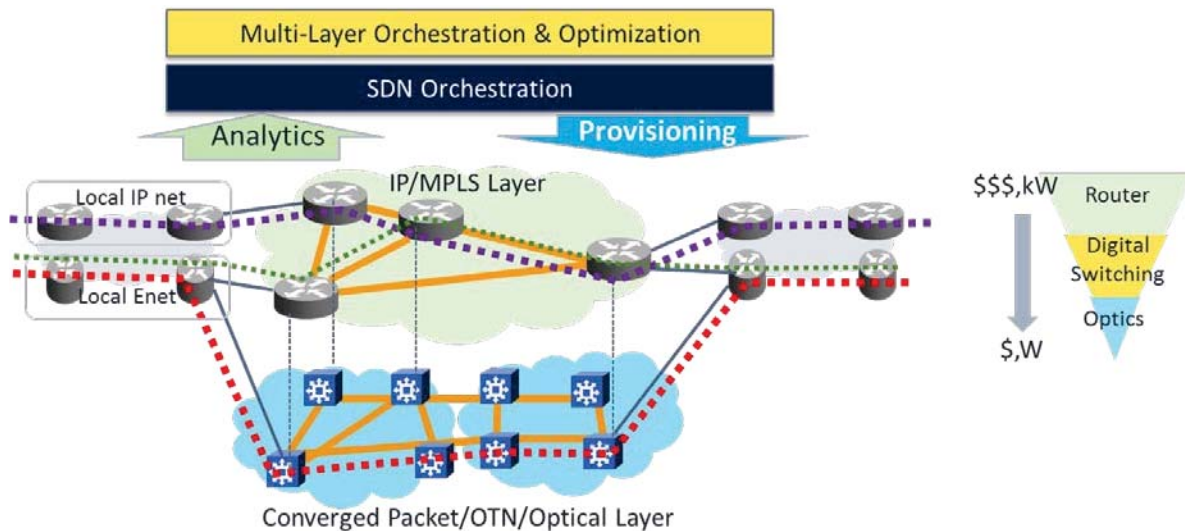 Multi-Layer Orchestration & Optimization
SDN Orchestration
Analytics
Provisioning
IP/MPLS Layer
Local IP net
Local Enet
$$$,kW
Router
Digital
Switching
Optics
$,W
Converged Packet/OTN/Optical Layer